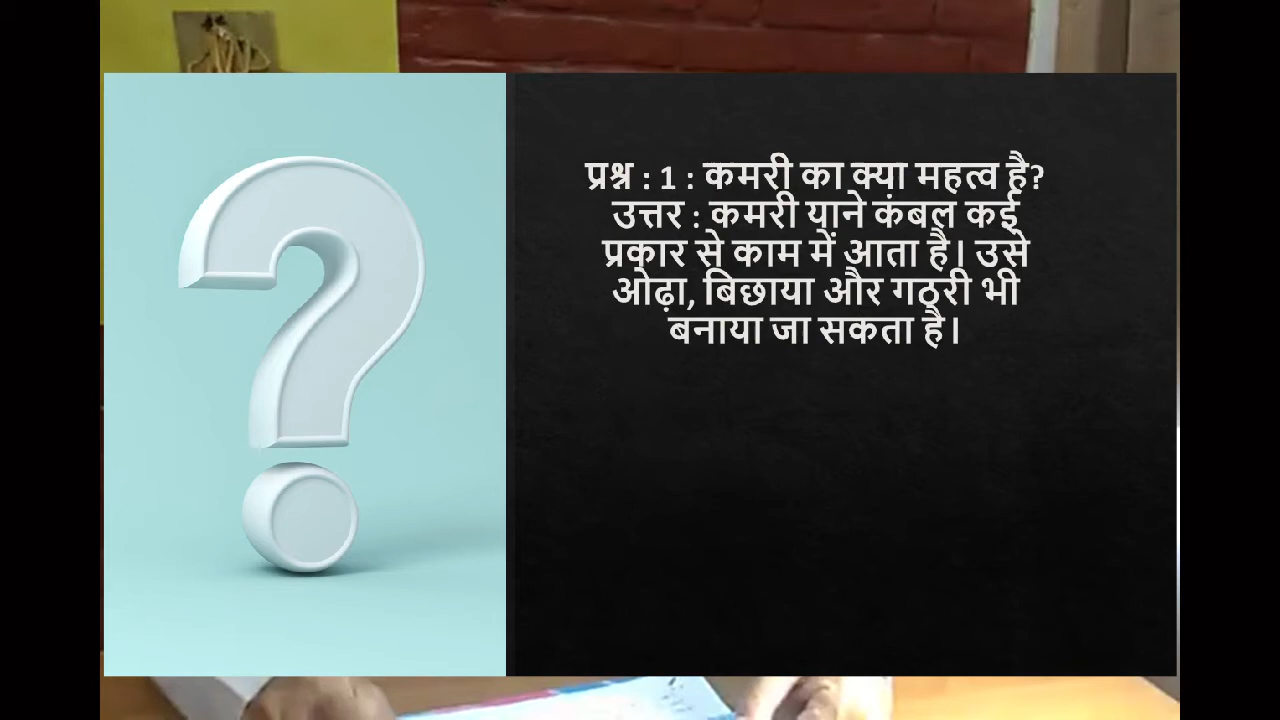 प्रश्न : 1 : कमरी का क्या महत्व है?
उत्तर : कमरी याने कंबल कई
प्रकार से काम में आता है। उसे
ओढ़ा, बिछाया और गठरी भी
बनाया जा सकता है।